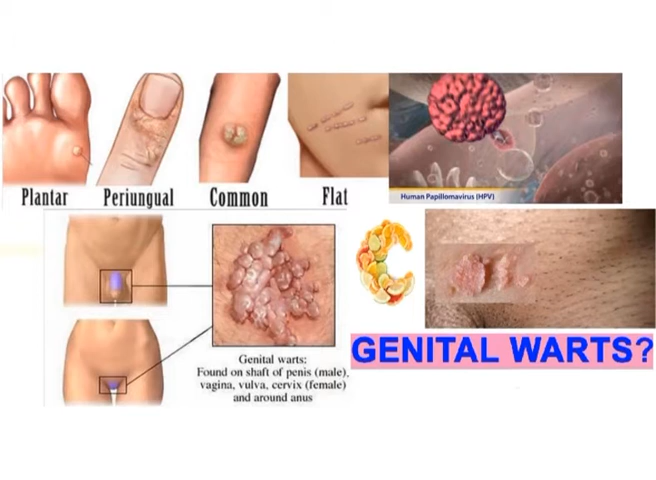 Plantar Periungual Common Flat
Human Papillomavirus (HPV)
Genital warts:
Found on shaft of penis (male),
vagina, vulva, cervix (female)
and around anus
C
GENITAL WARTS?